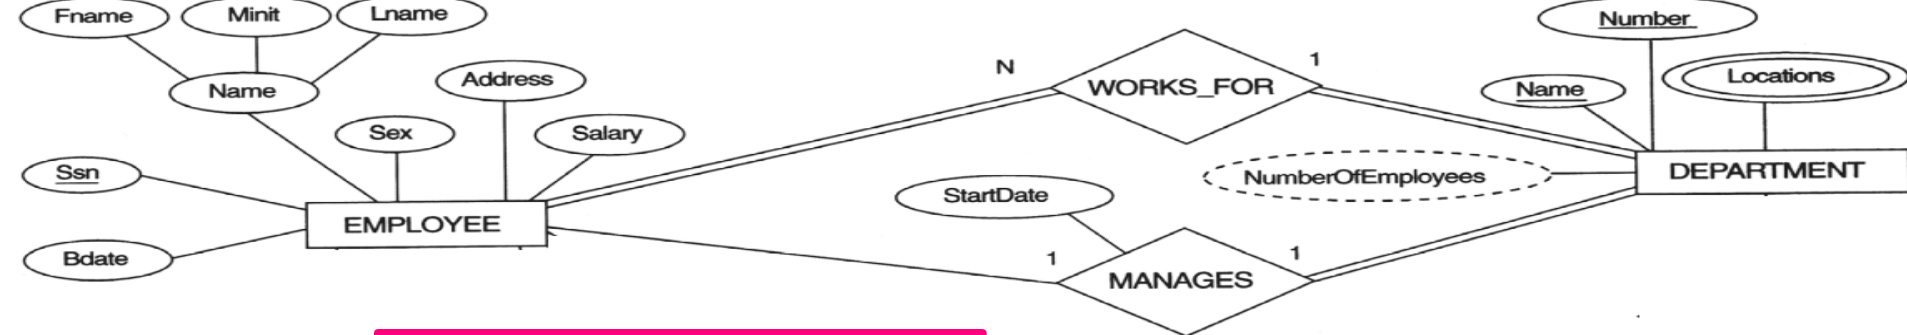 Fname
Minit
Lname
Number
Name
Address
WORKS_FOR
N
1
Name
Locations
Sex
Salary
Ssn
NumberOfEmployees
DEPARTMENT
StartDate
EMPLOYEE
Bdate
1
MANAGES
1